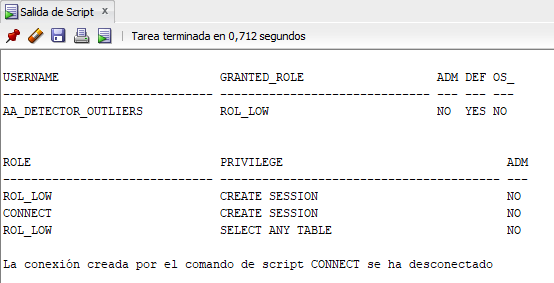 Salida de Script x
Tarea terminada en 0,712 segundos
USERNAME GRANTED_ROLE ADM DEF OS_
------------------------------ ------------------------------ --- --- ---
AA_DETECTOR_OUTLIERS ROL_LOW NO YES NO
ROLE PRIVILEGE ADM
------------------------------ ---------------------------------------- ---
ROL_LOW CREATE SESSION NO
CONNECT CREATE SESSION NO
ROL_LOW SELECT ANY TABLE NO
La conexión creada por el comando de script CONNECT se ha desconectado